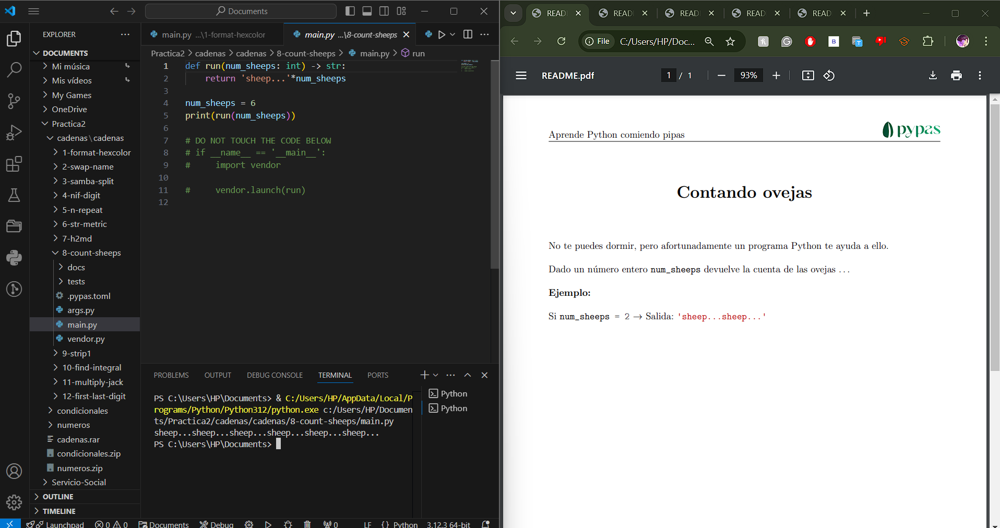 Documents
EXPLORER
DOCUMENTS
Mi música
Mis vídeos
My Games
OneDrive
Practica2
cadenas\cadenas
1-format-hexcolor
2-swap-name
3-samba-split
4-nif-digit
5-n-repeat
6-str-metric
7-h2md
8-count-sheeps
docs
tests
.pypas.toml
args.py
main.py
vendor.py
9-strip1
10-find-integral
11-multiply-jack
12-first-last-digit
condicionales
numeros
cadenas.rar
condicionales.zip
numeros.zip
Servicio-Social
OUTLINE
TIMELINE
main.py ...\1-format-hexcolor
main.py ...\8-count-sheeps
Practica2 > cadenas > cadenas > 8-count-sheeps > main.py > run
1 def run(num_sheeps: int) -> str:
2 return 'sheep...'*num_sheeps
3
4 num_sheeps = 6
5 print(run(num_sheeps))
6
7 # DO NOT TOUCH THE CODE BELOW
8 # if __name__ == '__main__':
9 # import vendor
10
11 # vendor.launch(run)
12
PROBLEMS OUTPUT DEBUG CONSOLE TERMINAL PORTS
PS C:\Users\HP\Documents> & C:/Users/HP/AppData/Local/P
rograms/Python/Python312/python.exe c:/Users/HP/Documen
ts/Practica2/cadenas/cadenas/8-count-sheeps/main.py
sheep...sheep...sheep...sheep...sheep...sheep...
PS C:\Users\HP\Documents>
Python
Python
Launchpad 0 0 Documents Debug 0 LF {} Python 3.12.3 64-bit
READ READ READ READ READ
File C:/Users/HP/Doc...
README.pdf 1 / 1 93%
Aprende Python comiendo pipas
pypas
Contando ovejas
No te puedes dormir, pero afortunadamente un programa Python te ayuda a ello.
Dado un número entero num_sheeps devuelve la cuenta de las ovejas ...
Ejemplo:
Si num_sheeps = 2 → Salida: 'sheep...sheep...'